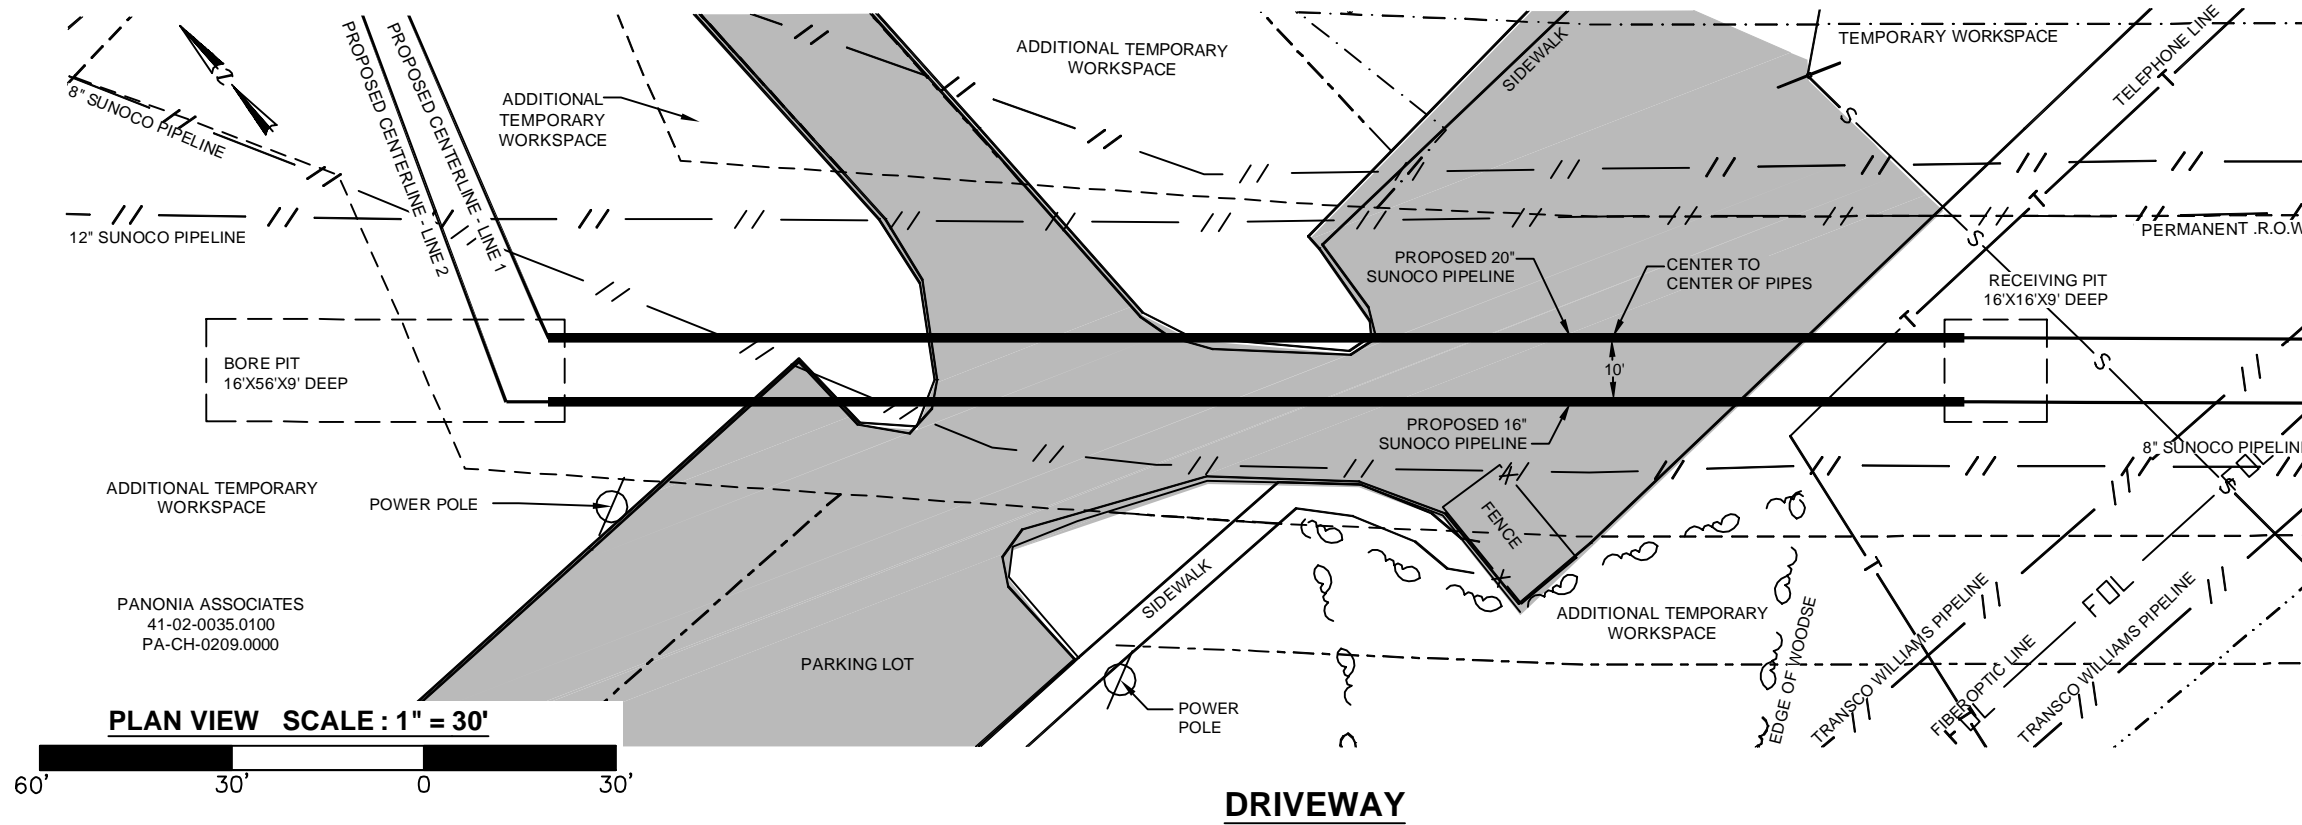 ADDITIONAL TEMPORARY
WORKSPACE
TEMPORARY WORKSPACE
TELEPHONE LINE
T
SIDEWALK
N
8" SUNOCO PIPELINE
PROPOSED CENTERLINE - LINE 2
PROPOSED CENTERLINE - LINE 1
ADDITIONAL
TEMPORARY
WORKSPACE
S
T
12" SUNOCO PIPELINE
PERMANENT .R.O.W
S
PROPOSED 20"
SUNOCO PIPELINE
CENTER TO
CENTER OF PIPES
RECEIVING PIT
16'X16'X9' DEEP
T
BORE PIT
16'X56'X9' DEEP
10'
S
PROPOSED 16"
SUNOCO PIPELINE
8" SUNOCO PIPELINE
X
FOL
S
ADDITIONAL TEMPORARY
WORKSPACE
POWER POLE
FENCE
X
T
PANONIA ASSOCIATES
41-02-0035.0100
PA-CH-0209.0000
SIDEWALK
ADDITIONAL TEMPORARY
WORKSPACE
EDGE OF WOODSE
FOL
TRANSCO WILLIAMS PIPELINE
FIBEROPTIC LINE
TRANSCO WILLIAMS PIPELINE
FOL
T
PARKING LOT
POWER
POLE
PLAN VIEW SCALE : 1" = 30'
60' 30' 0 30'
DRIVEWAY